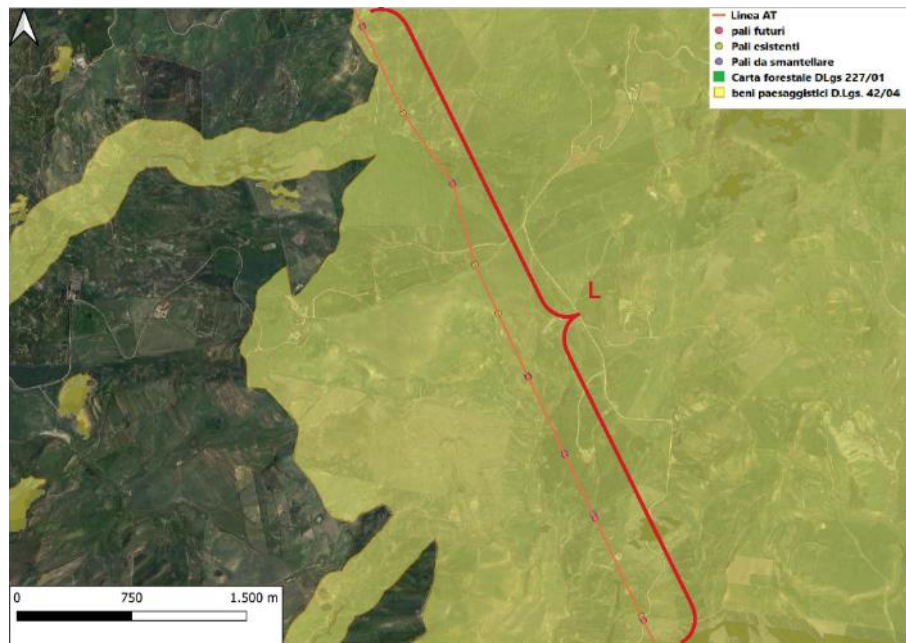 Linea AT
pali futuri
Pali esistenti
Pali da smantellare
Carta forestale DLgs 227/01
beni paesaggistici D.Lgs. 42/04
L
0 750 1.500 m